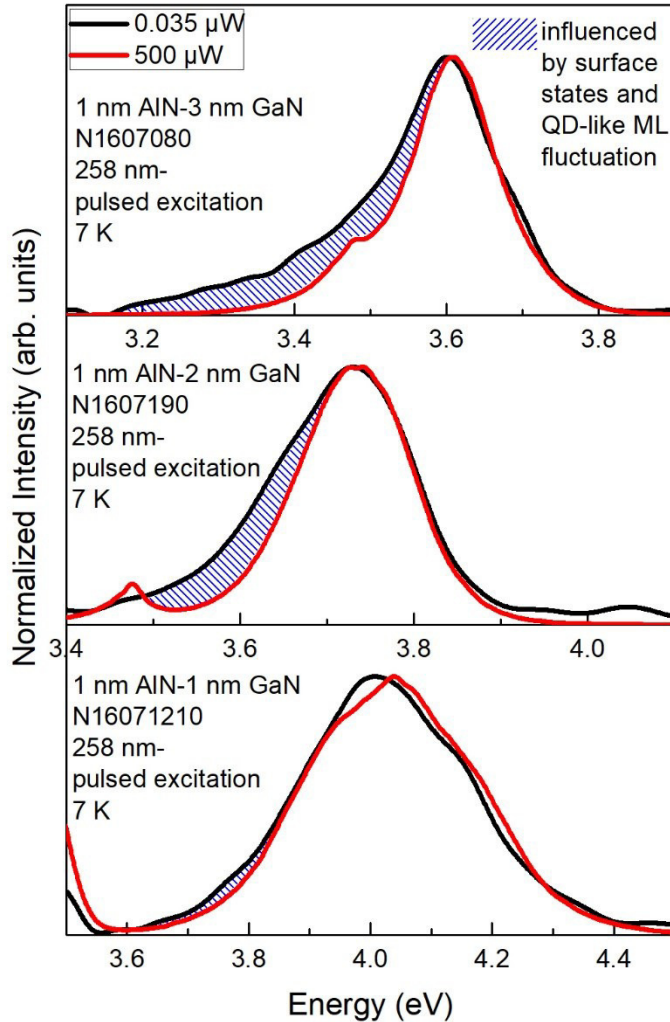 0.035 µW
500 µW
influenced
by surface
states and
QD-like ML
fluctuation
1 nm AlN-3 nm GaN
N1607080
258 nm-
pulsed excitation
7 K
3.2 3.4 3.6 3.8
1 nm AlN-2 nm GaN
N1607190
258 nm-
pulsed excitation
7 K
3.4 3.6 3.8 4.0
1 nm AlN-1 nm GaN
N16071210
258 nm-
pulsed excitation
7 K
3.6 3.8 4.0 4.2 4.4
Energy (eV)
Normalized Intensity (arb. units)